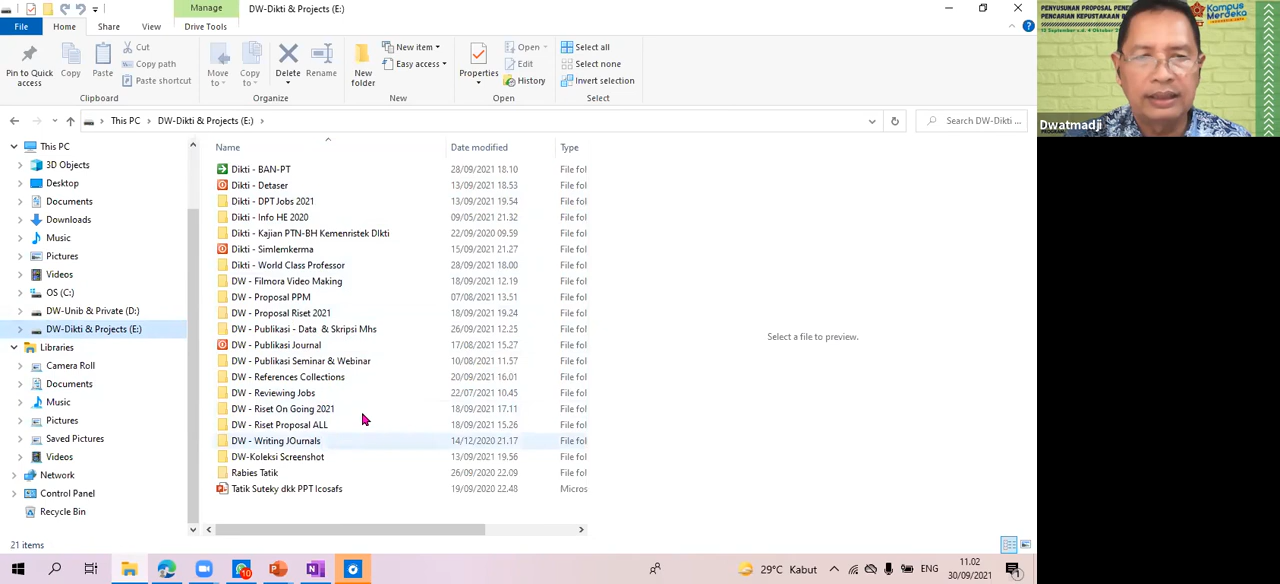 Manage
DW-Dikti & Projects (E:)
File
Home
Share
View
Drive Tools
Pin to Quick access
Copy
Paste
Cut
Copy path
Paste shortcut
Clipboard
Move to
Copy to
Delete
Rename
Organize
New folder
New item
Easy access
New
Properties
Open
Edit
History
Open
Select all
Select none
Invert selection
Select
This PC
DW-Dikti & Projects (E:)
Search DW-Dikti ...
This PC
3D Objects
Desktop
Documents
Downloads
Music
Pictures
Videos
OS (C:)
DW-Unib & Private (D:)
DW-Dikti & Projects (E:)
Libraries
Camera Roll
Documents
Music
Pictures
Saved Pictures
Videos
Network
Control Panel
Recycle Bin
Name Date modified Type
Dikti - BAN-PT 28/09/2021 18.10 File fol
Dikti - Detaser 13/09/2021 18.53 File fol
Dikti - DPT Jobs 2021 13/09/2021 19.54 File fol
Dikti - Info HE 2020 09/05/2021 21.32 File fol
Dikti - Kajian PTN-BH Kemenristek DIkti 22/09/2020 09.59 File fol
Dikti - Simlemkerma 15/09/2021 21.27 File fol
Dikti - World Class Professor 28/09/2021 18.00 File fol
DW - Filmora Video Making 18/09/2021 12.19 File fol
DW - Proposal PPM 07/08/2021 13.51 File fol
DW - Proposal Riset 2021 18/09/2021 19.24 File fol
DW - Publikasi - Data & Skripsi Mhs 26/09/2021 12.25 File fol
DW - Publikasi Journal 17/08/2021 15.27 File fol
DW - Publikasi Seminar & Webinar 10/08/2021 11.57 File fol
DW - References Collections 20/09/2021 16.01 File fol
DW - Reviewing Jobs 22/07/2021 10.45 File fol
DW - Riset On Going 2021 18/09/2021 17.11 File fol
DW - Riset Proposal ALL 18/09/2021 15.26 File fol
DW - Writing JOurnals 14/12/2020 21.17 File fol
DW-Koleksi Screenshot 13/09/2021 19.56 File fol
Rabies Tatik 26/09/2020 22.09 File fol
Tatik Suteky dkk PPT Icosafs 19/09/2020 22.48 Micros
Select a file to preview.
21 items
10
29°C Kabut
ENG
11.02
30/09/2021
1
PENYUSUNAN PROPOSAL
PENCARIAN KEPUSTAKAAN
Kampus
Merdeka
Dwatmadji